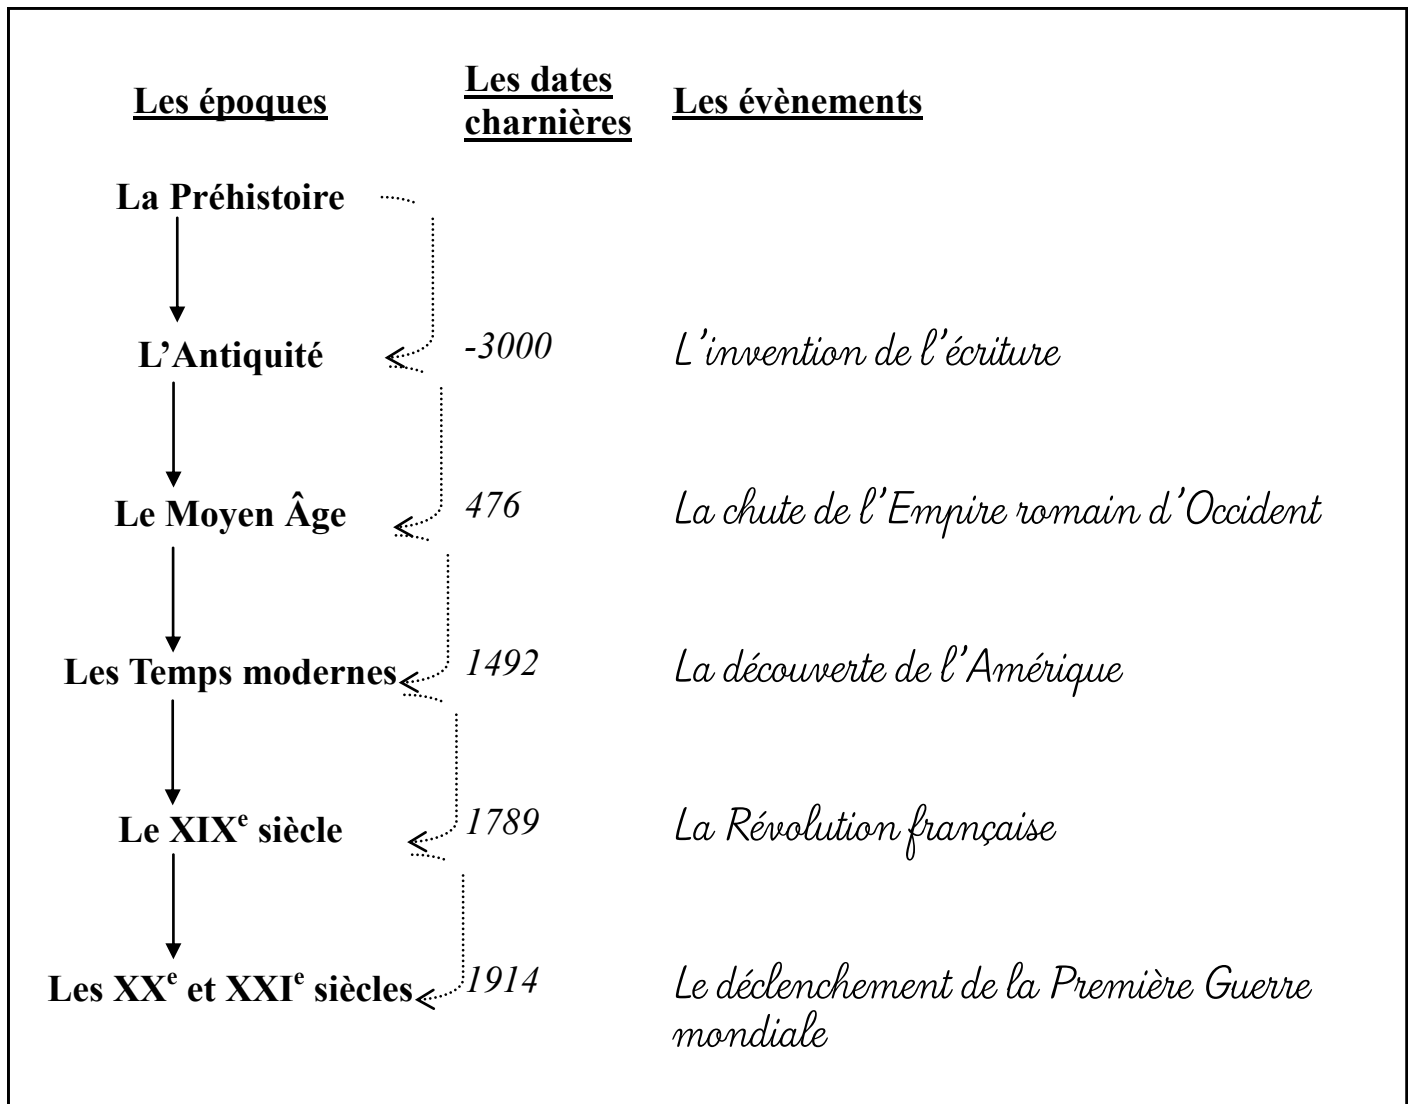 Les époques
Les dates
charnières
Les évènements
La Préhistoire
L’Antiquité
-3000
L’invention de l’écriture
Le Moyen Âge
476
La chute de l’Empire romain d’Occident
Les Temps modernes
1492
La découverte de l’Amérique
Le XIXe siècle
1789
La Révolution française
Les XXe et XXIe siècles
1914
Le déclenchement de la Première Guerre
mondiale